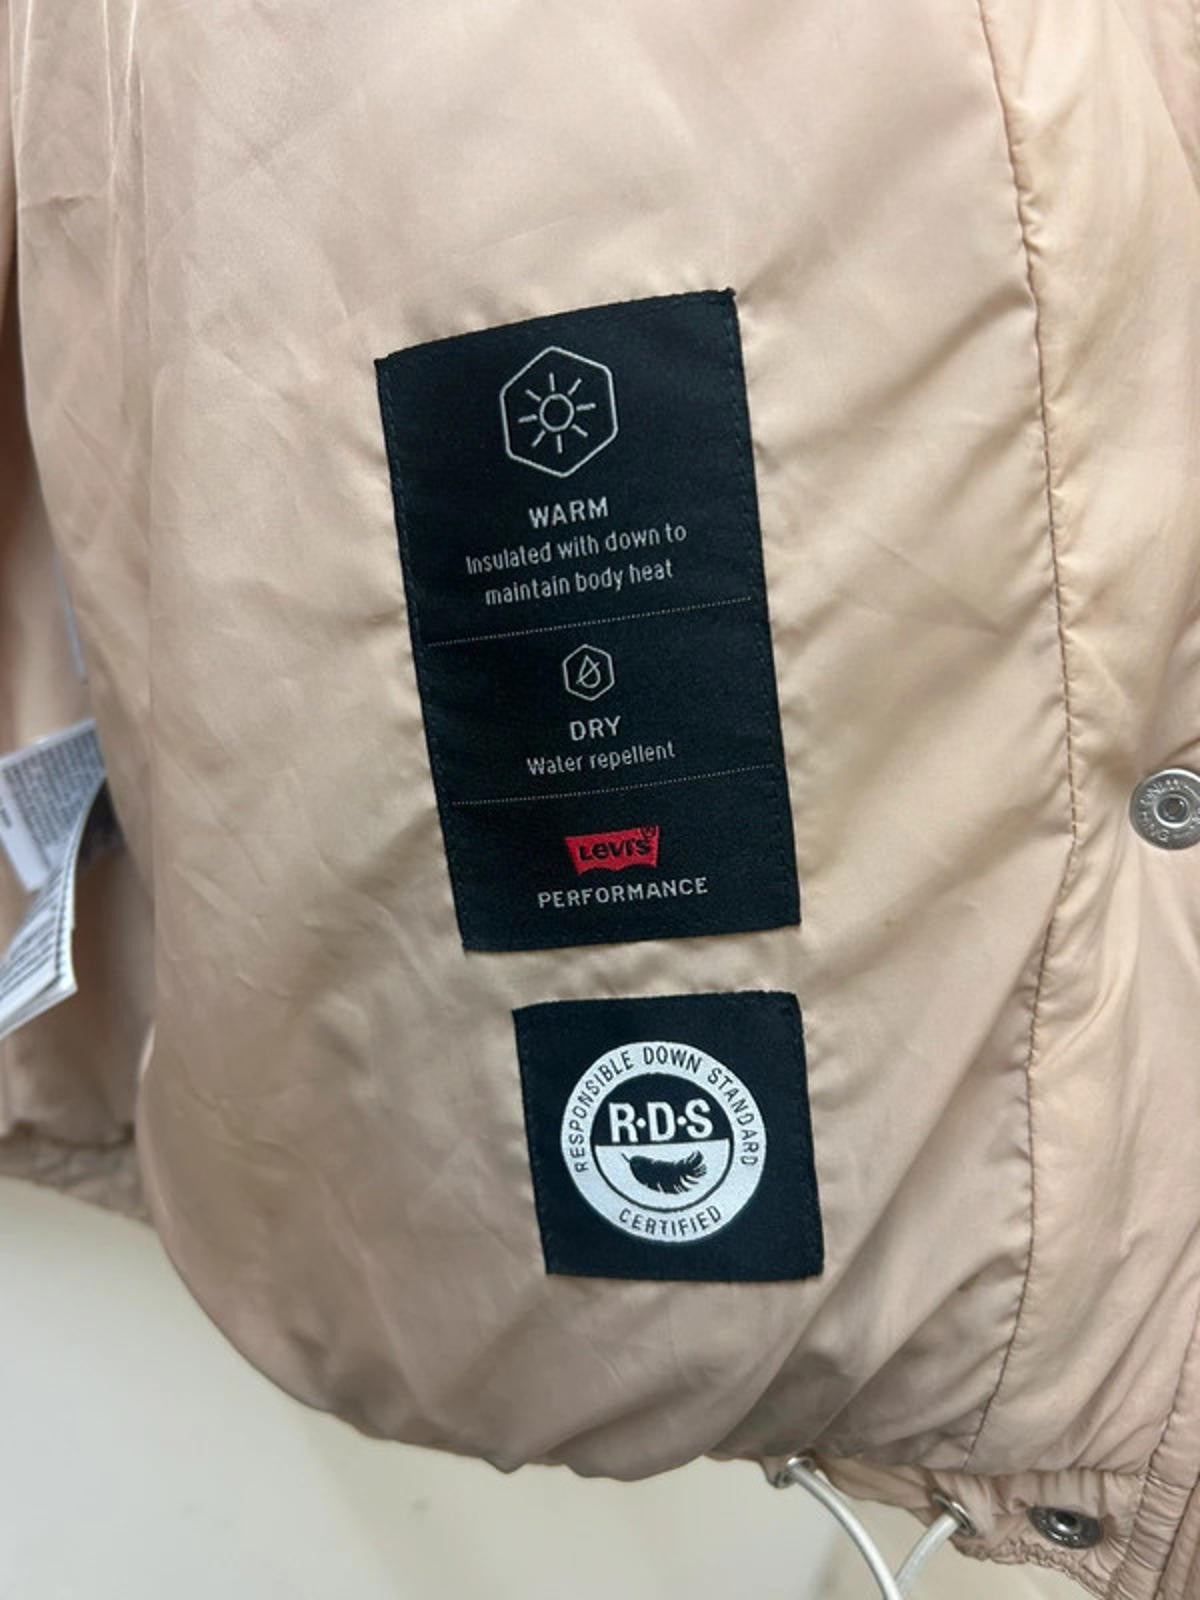 WARM
Insulated with down to
maintain body heat
DRY
Water repellent
Levi's®
PERFORMANCE
RESPONSIBLE DOWN STANDARD
R·D·S
CERTIFIED